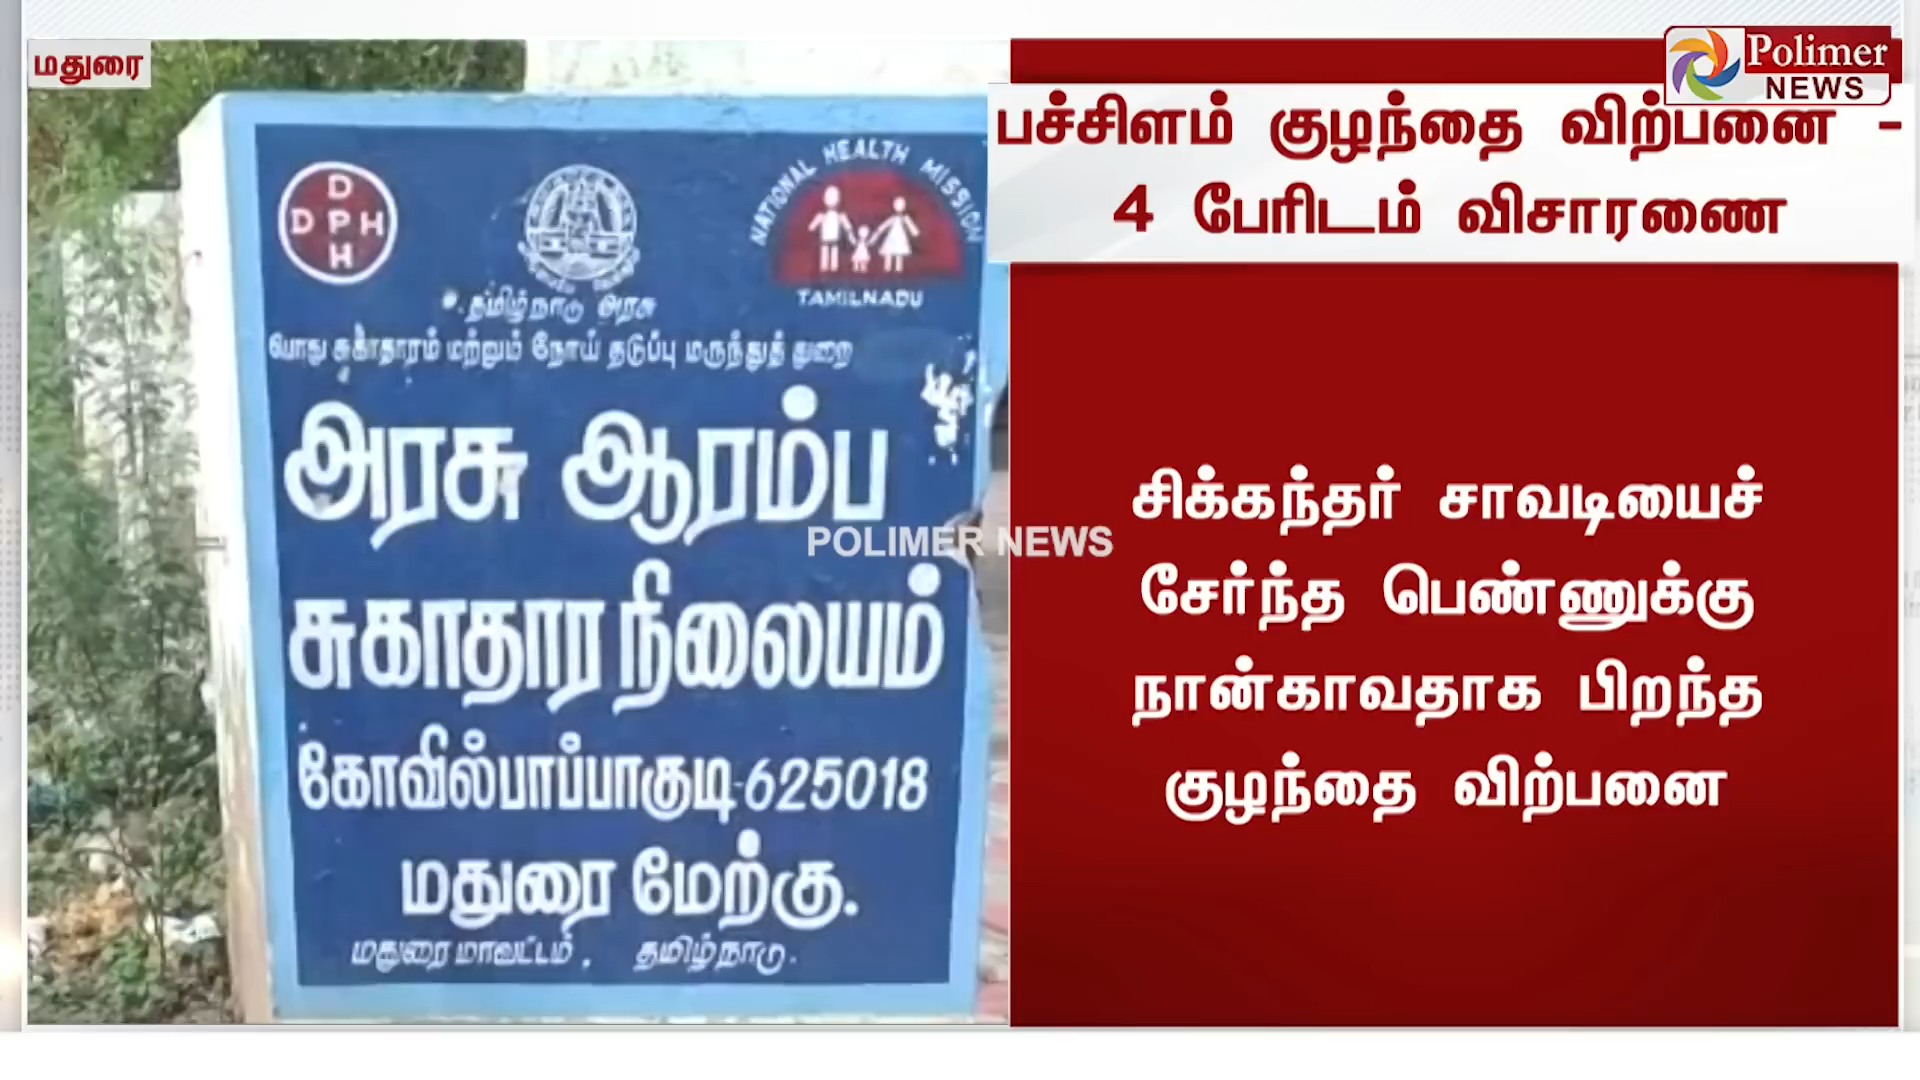 மதுரை
Polimer
NEWS
பச்சிளம் குழந்தை விற்பனை -
4 பேரிடம் விசாரணை
D
DPH
H
NATIONAL HEALTH MISSION
TAMILNADU
தமிழ்நாடு அரசு
பொது சுகாதாரம் மற்றும் நோய் தடுப்பு மருந்துத் துறை
அரசு ஆரம்ப
சுகாதார நிலையம்
கோவில்பாப்பாகுடி-625018
மதுரை மேற்கு.
மதுரை மாவட்டம். தமிழ்நாடு.
POLIMER NEWS
சிக்கந்தர் சாவடியைச்
சேர்ந்த பெண்ணுக்கு
நான்காவதாக பிறந்த
குழந்தை விற்பனை